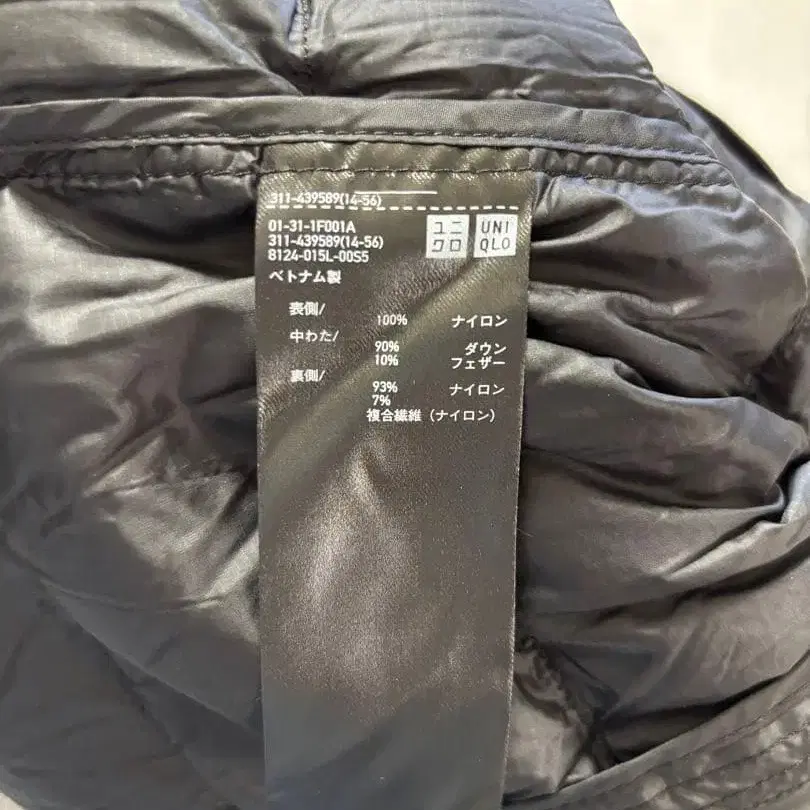 311-439589(14-56)
01-31-1F001A
311-439589(14-56)
8124-015L-00S5
ユニ
クロ
UNI
QLO
ベトナム製
表側/
100% ナイロン
中わた/
90% ダウン
10% フェザー
裏側/
93% ナイロン
7%
複合繊維（ナイロン）